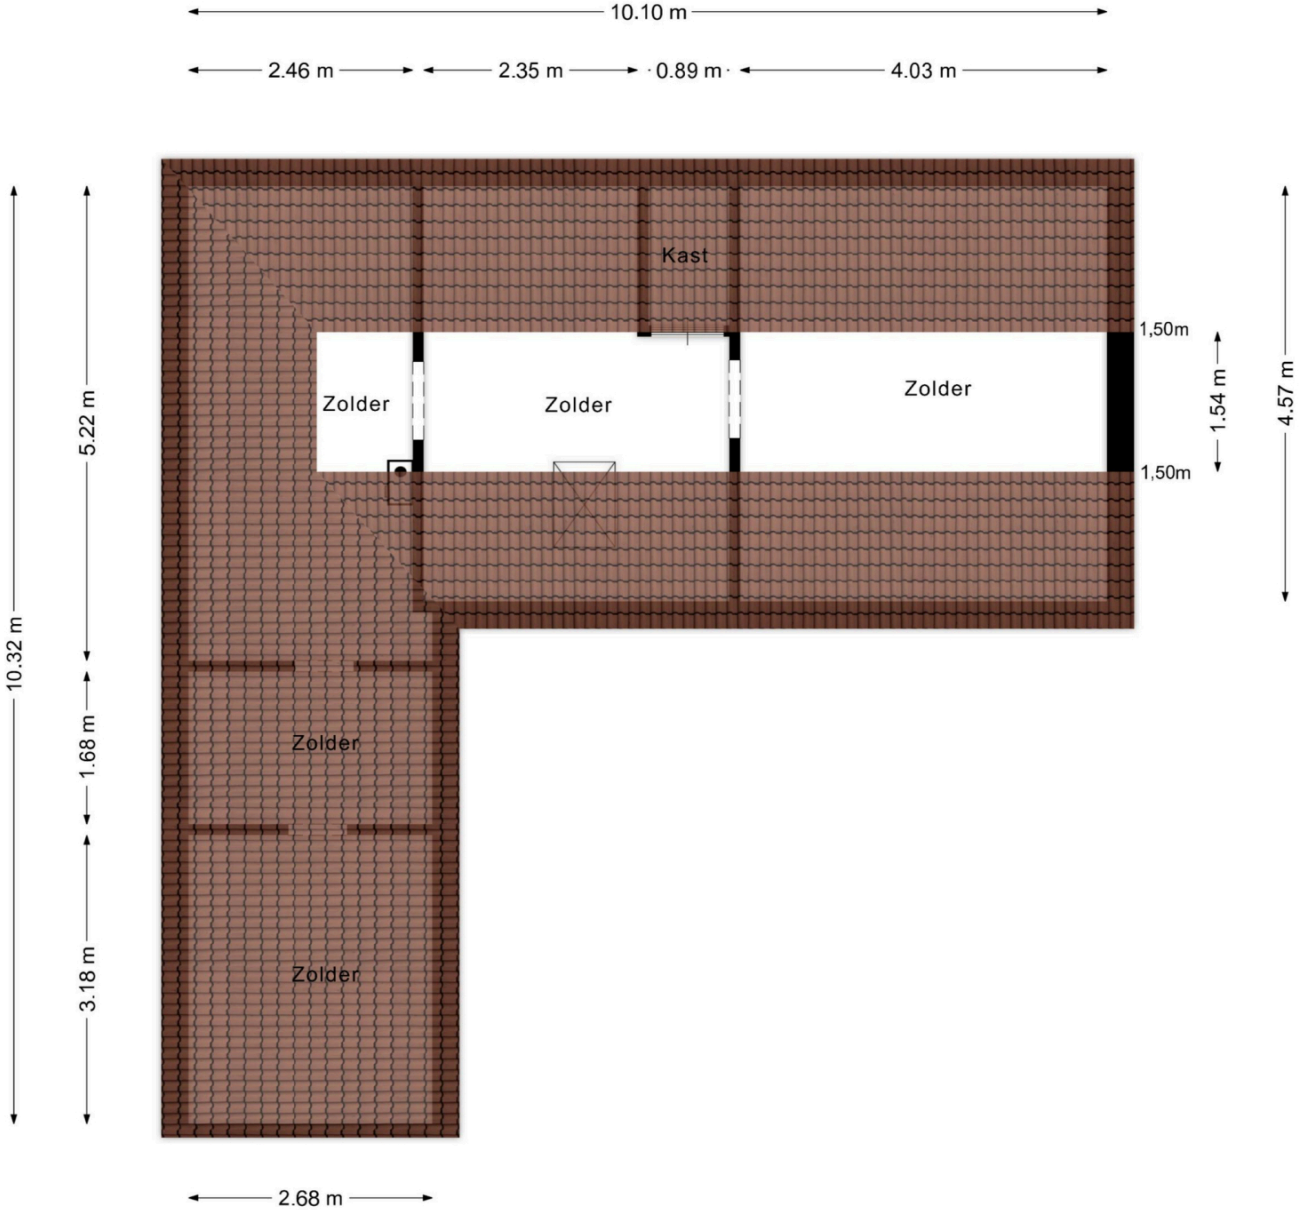 10.10 m
2.46 m
2.35 m
0.89 m
4.03 m
Kast
1,50m
Zolder
Zolder
Zolder
1.54 m
4.57 m
5.22 m
1,50m
10.32 m
Zolder
1.68 m
Zolder
3.18 m
2.68 m